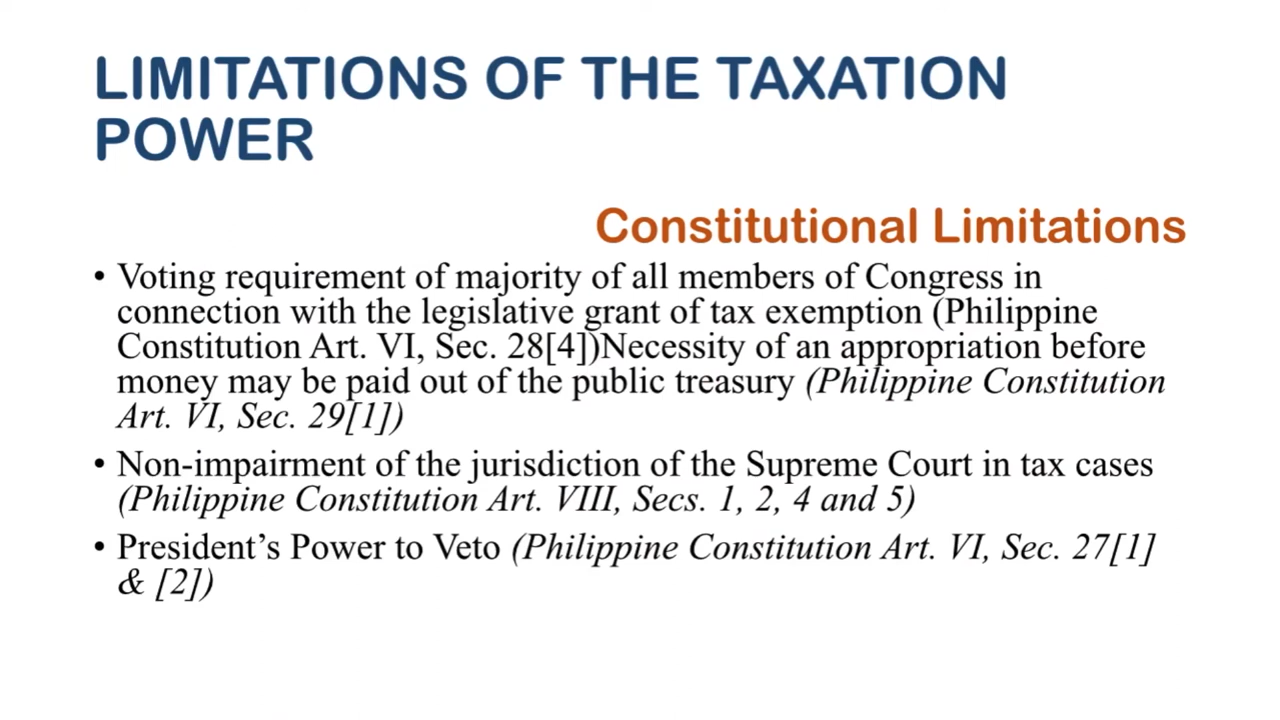 LIMITATIONS OF THE TAXATION
POWER
Constitutional Limitations
• Voting requirement of majority of all members of Congress in
connection with the legislative grant of tax exemption (Philippine
Constitution Art. VI, Sec. 28[4])Necessity of an appropriation before
money may be paid out of the public treasury (Philippine Constitution
Art. VI, Sec. 29[1])
• Non-impairment of the jurisdiction of the Supreme Court in tax cases
(Philippine Constitution Art. VIII, Secs. 1, 2, 4 and 5)
• President’s Power to Veto (Philippine Constitution Art. VI, Sec. 27[1]
& [2])